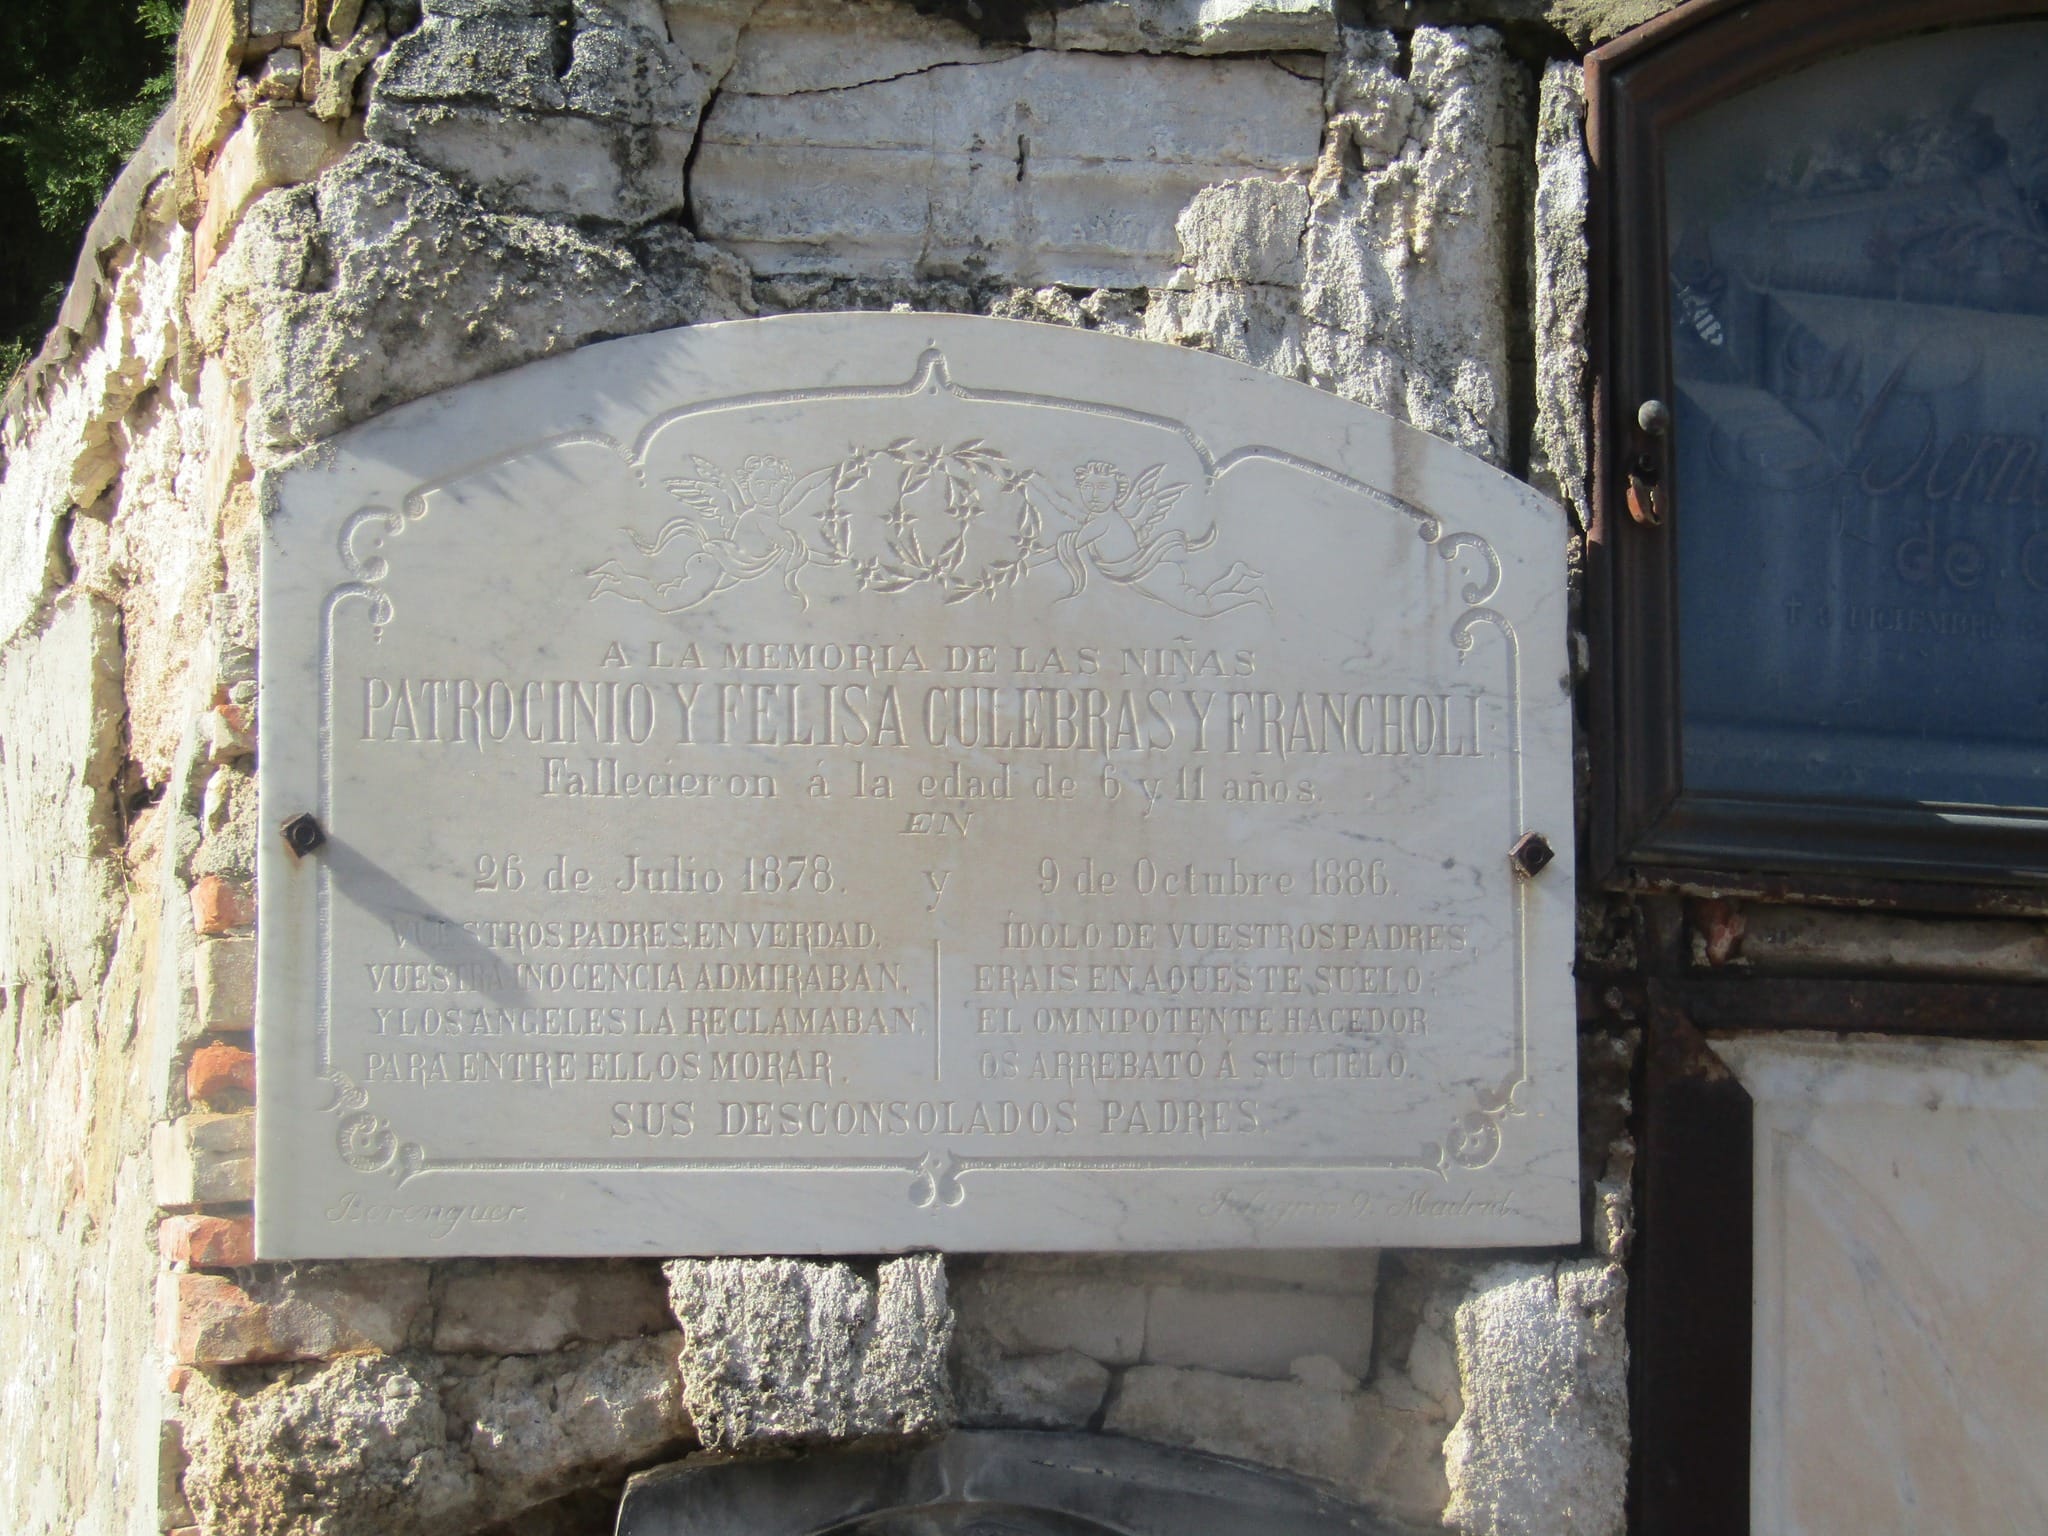 A LA MEMORIA DE LAS NIÑAS
PATROCINIO Y FELISA CULEBRAS Y FRANCHOLI;
Fallecieron á la edad de 6 y 11 años.
EN
26 de Julio 1878. y 9 de Octubre 1886.
VUESTROS PADRES, EN VERDAD,
VUESTRA INOCENCIA ADMIRABAN,
Y LOS ANGELES LA RECLAMABAN,
PARA ENTRE ELLOS MORAR.
ÍDOLO DE VUESTROS PADRES,
ERAIS EN AQUESTE SUELO;
EL OMNIPOTENTE HACEDOR
OS ARREBATÓ Á SU CIELO.
SUS DESCONSOLADOS PADRES.
Berenguer.
Madrid.
de
DICIEMBRE